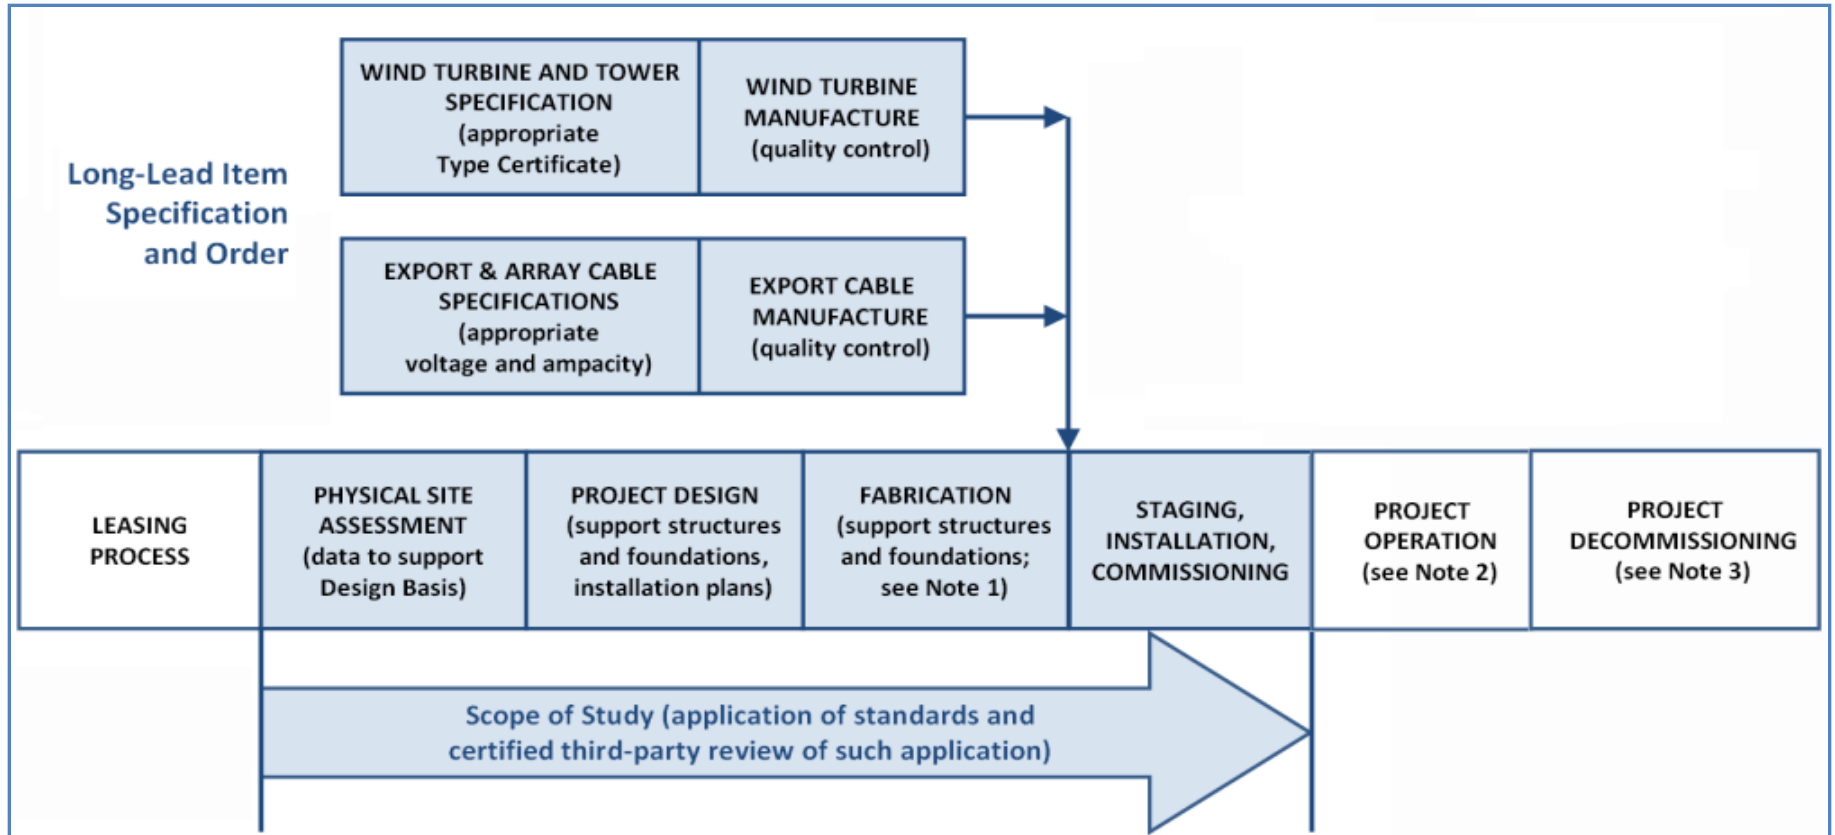 WIND TURBINE AND TOWER
SPECIFICATION
(appropriate
Type Certificate)
WIND TURBINE
MANUFACTURE
(quality control)
Long-Lead Item
Specification
and Order
EXPORT & ARRAY CABLE
SPECIFICATIONS
(appropriate
voltage and ampacity)
EXPORT CABLE
MANUFACTURE
(quality control)
LEASING
PROCESS
PHYSICAL SITE
ASSESSMENT
(data to support
Design Basis)
PROJECT DESIGN
(support structures
and foundations,
installation plans)
FABRICATION
(support structures
and foundations;
see Note 1)
STAGING,
INSTALLATION,
COMMISSIONING
PROJECT
OPERATION
(see Note 2)
PROJECT
DECOMMISSIONING
(see Note 3)
Scope of Study (application of standards and
certified third-party review of such application)